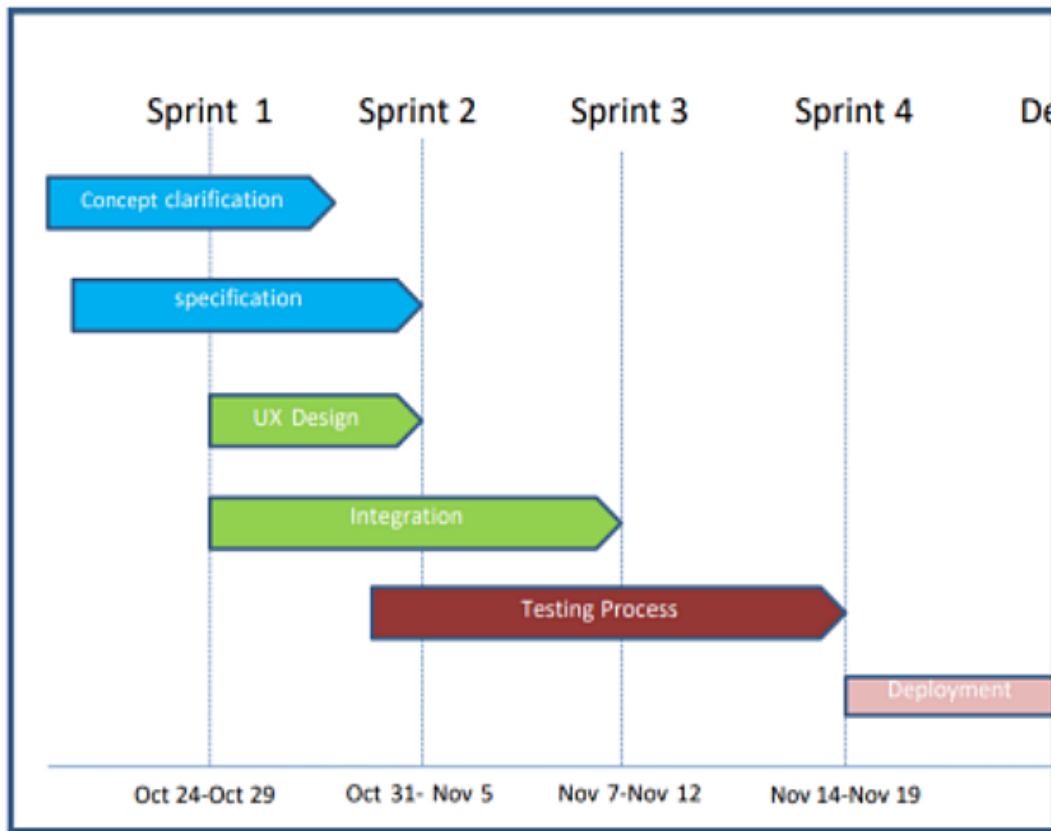 Sprint 1 Sprint 2 Sprint 3 Sprint 4 De
Concept clarification
specification
UX Design
Integration
Testing Process
Deployment
Oct 24-Oct 29 Oct 31- Nov 5 Nov 7-Nov 12 Nov 14-Nov 19